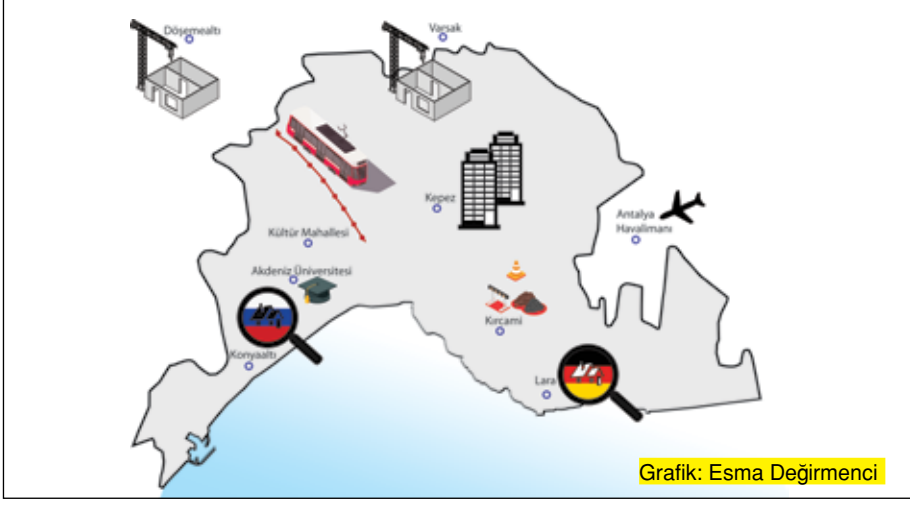 Döşemealtı
Varsak
Kepez
Antalya
Havalimanı
Kültür Mahallesi
Akdeniz Üniversitesi
Kırcami
Konyaaltı
Lara
Grafik: Esma Değirmenci